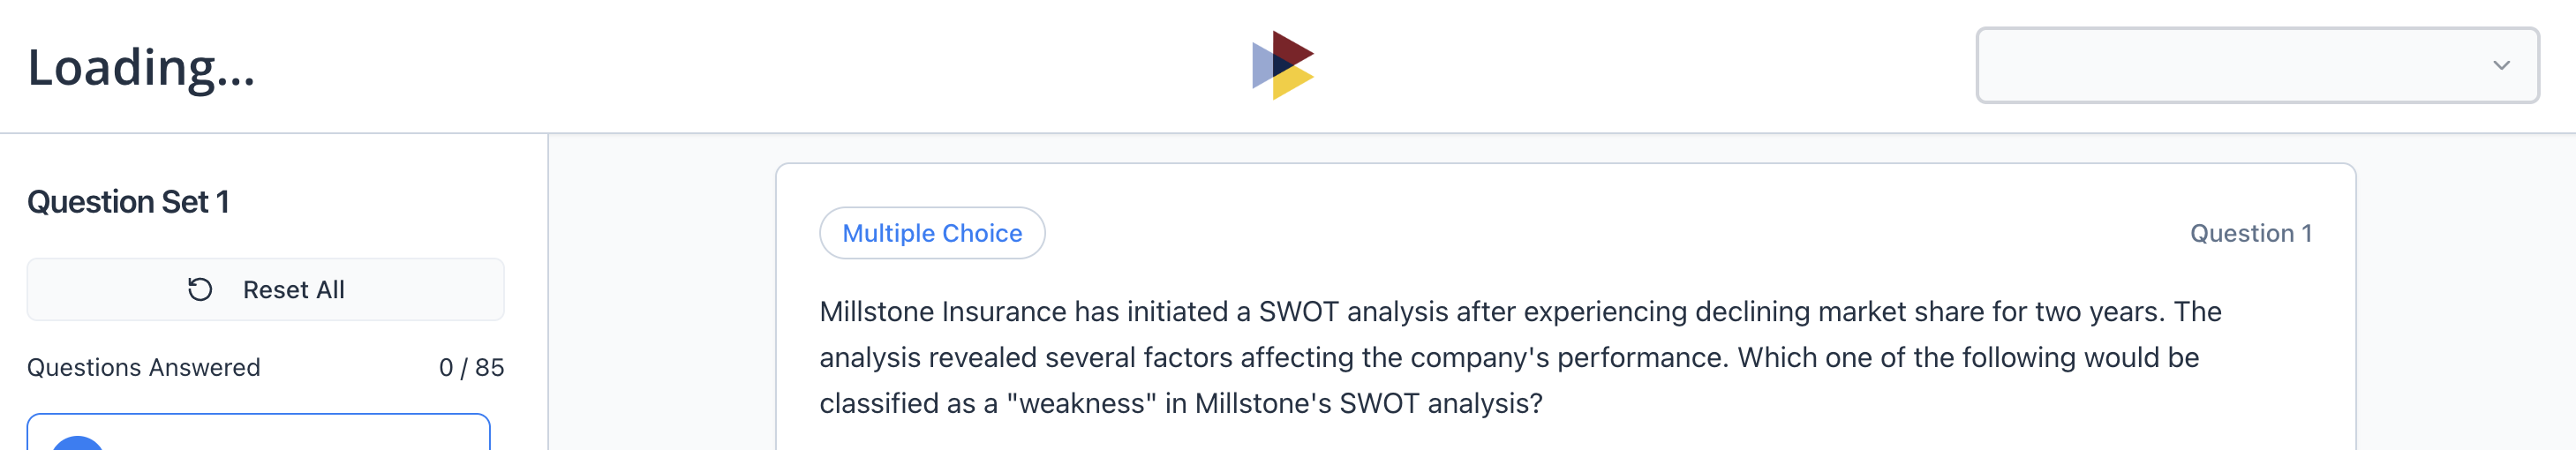 Loading...
Question Set 1
Reset All
Questions Answered 0 / 85
Multiple Choice
Question 1
Millstone Insurance has initiated a SWOT analysis after experiencing declining market share for two years. The
analysis revealed several factors affecting the company's performance. Which one of the following would be
classified as a "weakness" in Millstone's SWOT analysis?